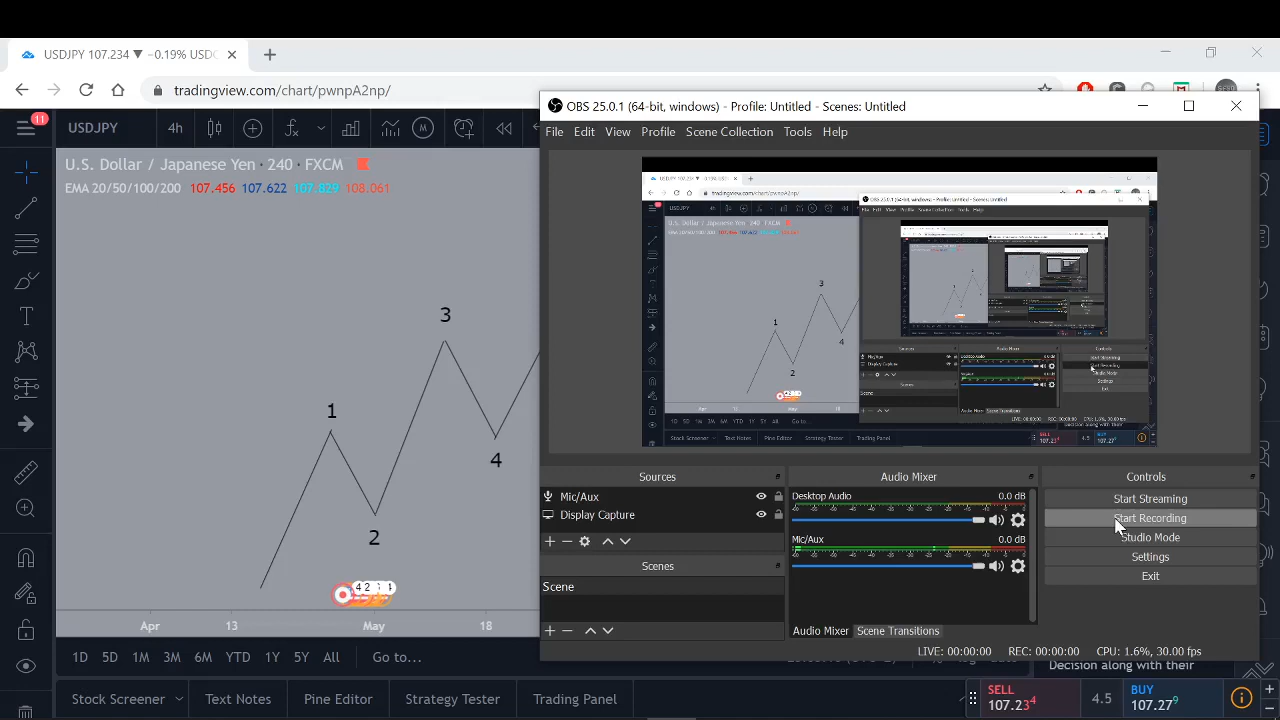 USDJPY 107.234 ▼ −0.19% USDC
tradingview.com/chart/pwnpA2np/
11
USDJPY
4h
U.S. Dollar / Japanese Yen · 240 · FXCM
EMA 20/50/100/200 107.456 107.622 107.829 108.061
3
1
4
2
4 2
Apr 13 May 18
1D 5D 1M 3M 6M YTD 1Y 5Y All Go to...
Stock Screener Text Notes Pine Editor Strategy Tester Trading Panel
OBS 25.0.1 (64-bit, windows) - Profile: Untitled - Scenes: Untitled
File Edit View Profile Scene Collection Tools Help
Sources
Mic/Aux
Display Capture
Scenes
Scene
Audio Mixer
Desktop Audio 0.0 dB
Mic/Aux 0.0 dB
Audio Mixer Scene Transitions
Controls
Start Streaming
Start Recording
Studio Mode
Settings
Exit
LIVE: 00:00:00 REC: 00:00:00 CPU: 1.6%, 30.00 fps
Decision along with their
SELL
107.23⁴
4.5
BUY
107.27⁹